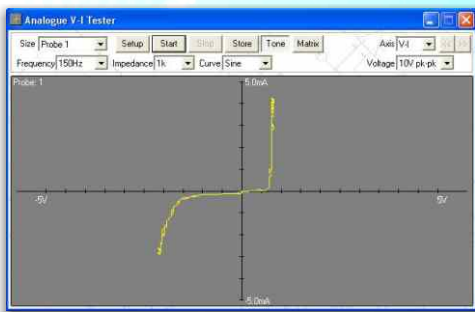 Analogue V-I Tester
Size Probe 1 Setup Start Stop Store Tone Matrix Axis V-I << >>
Frequency 150Hz Impedance 1k Curve Sine Voltage 10V pk-pk
Probe: 1
5.0mA
-5V 5V
-5.0mA